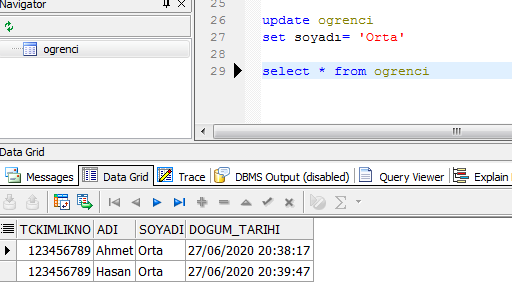 Navigator
ogrenci
25
26 update ogrenci
27 set soyadı= 'Orta'
28
29 select * from ogrenci
Data Grid
Messages Data Grid Trace DBMS Output (disabled) Query Viewer Explain
TCKIMLIKNO ADI SOYADI DOGUM_TARIHI
123456789 Ahmet Orta 27/06/2020 20:38:17
123456789 Hasan Orta 27/06/2020 20:39:47